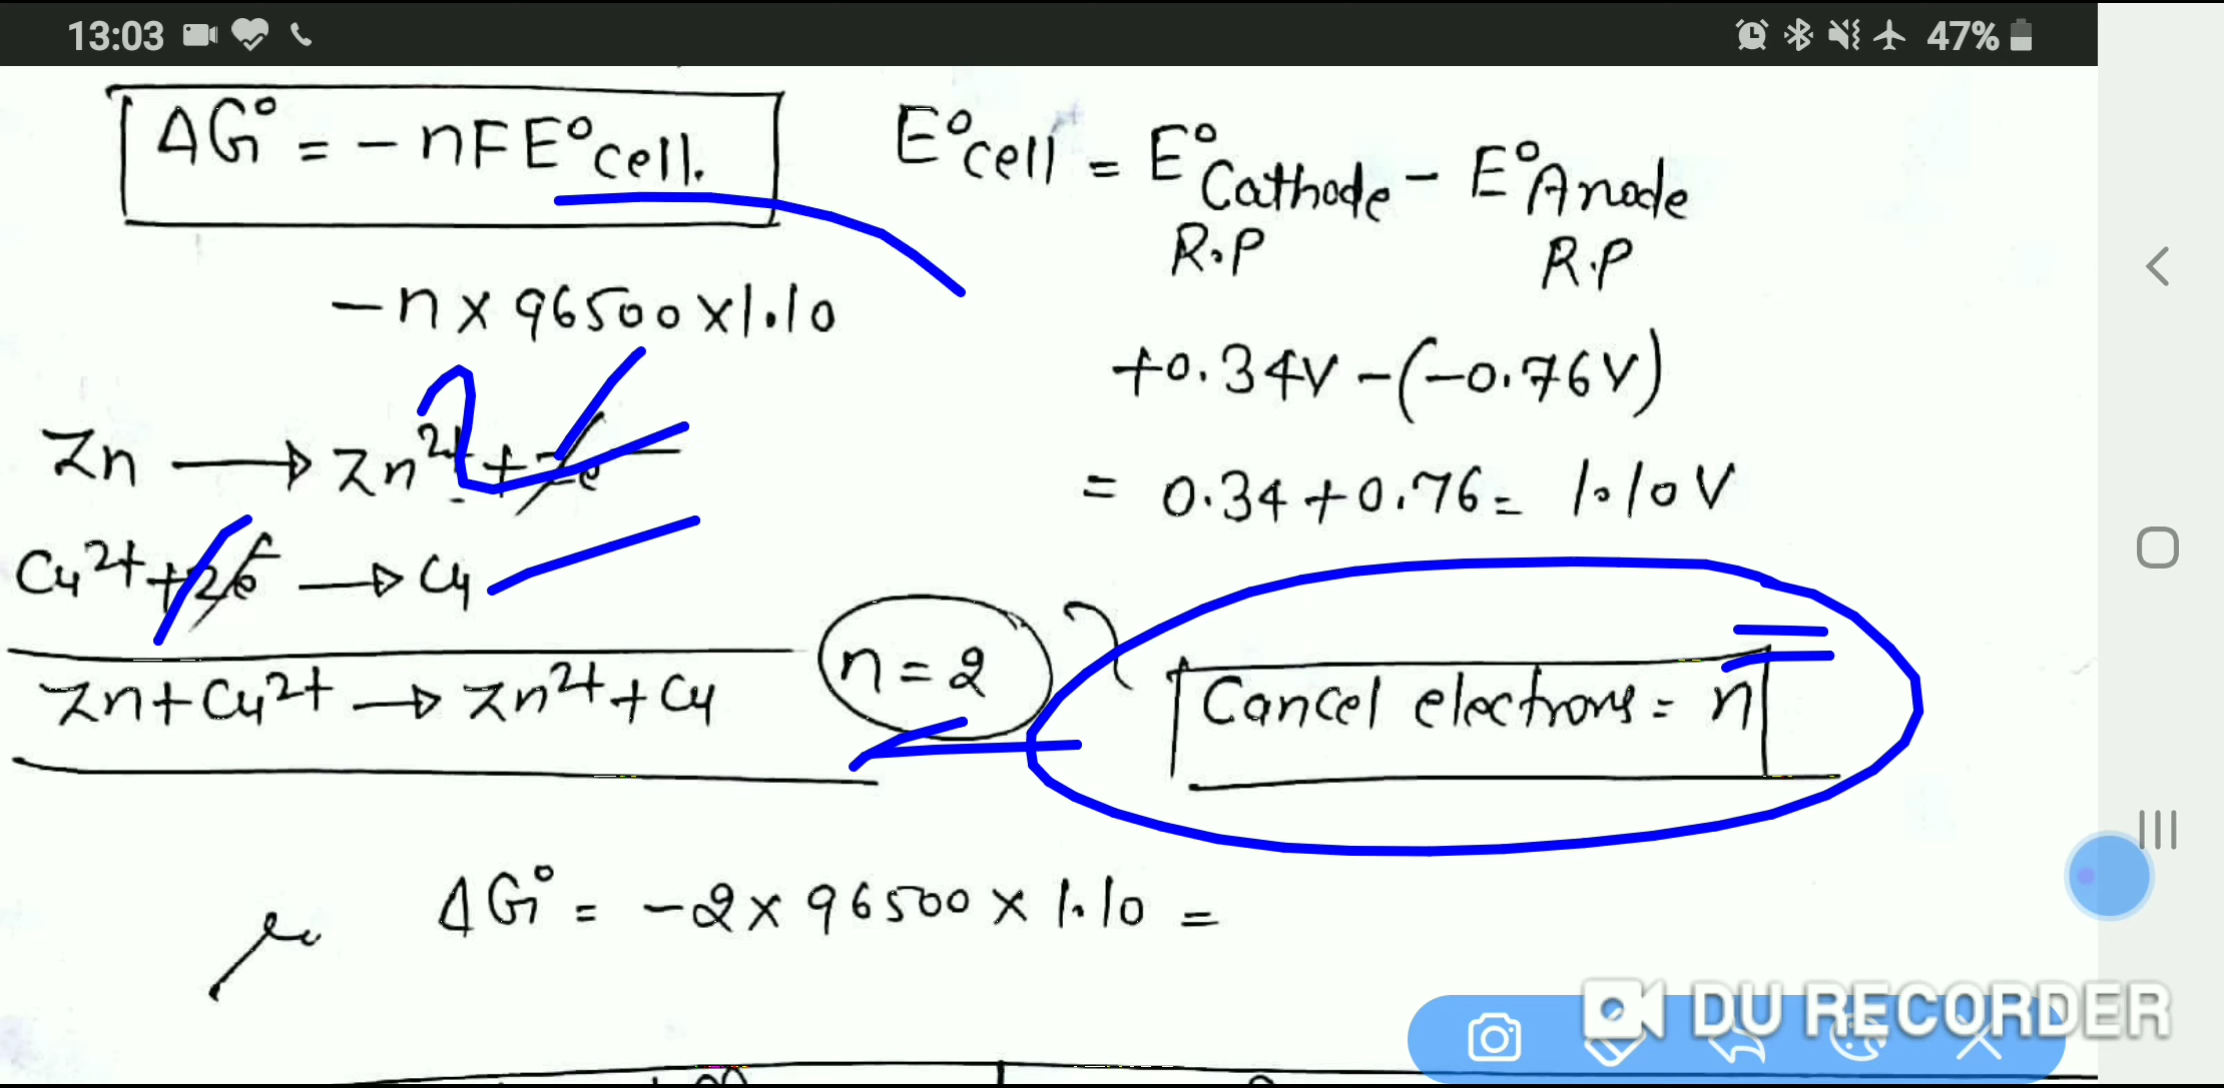 13:03 47%
ΔG° = - nFE°cell.
E°cell = E°Cathode - E°Anode
R.P R.P
- n x 96500 x 1.10
+0.34V - (-0.76V)
= 0.34 + 0.76 = 1.10V
Zn → Zn²⁺ + 2e⁻
Cu²⁺ + 2e⁻ → Cu
Zn + Cu²⁺ → Zn²⁺ + Cu
n = 2
Cancel electrons = n
ΔG° = - 2 x 96500 x 1.10 =
DU RECORDER